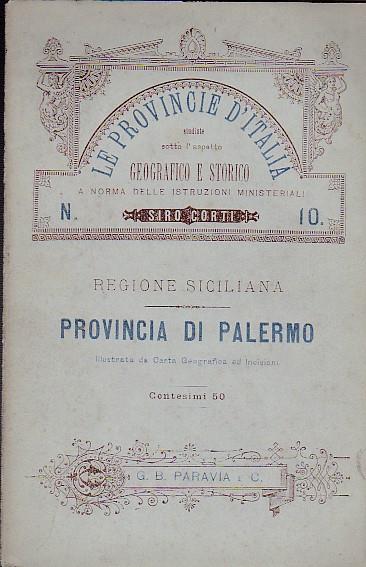 LE PROVINCIE D'ITALIA
studiate
sotto l'aspetto
GEOGRAFICO E STORICO
A NORMA DELLE ISTRUZIONI MINISTERIALI
N. SIRO CORTI 10.
REGIONE SICILIANA
PROVINCIA DI PALERMO
Illustrata da Carta Geografica ed Incisioni
Centesimi 50
G. B. PARAVIA E C.